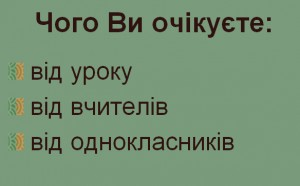 Чого Ви очікуєте:
від уроку
від вчителів
від однокласників